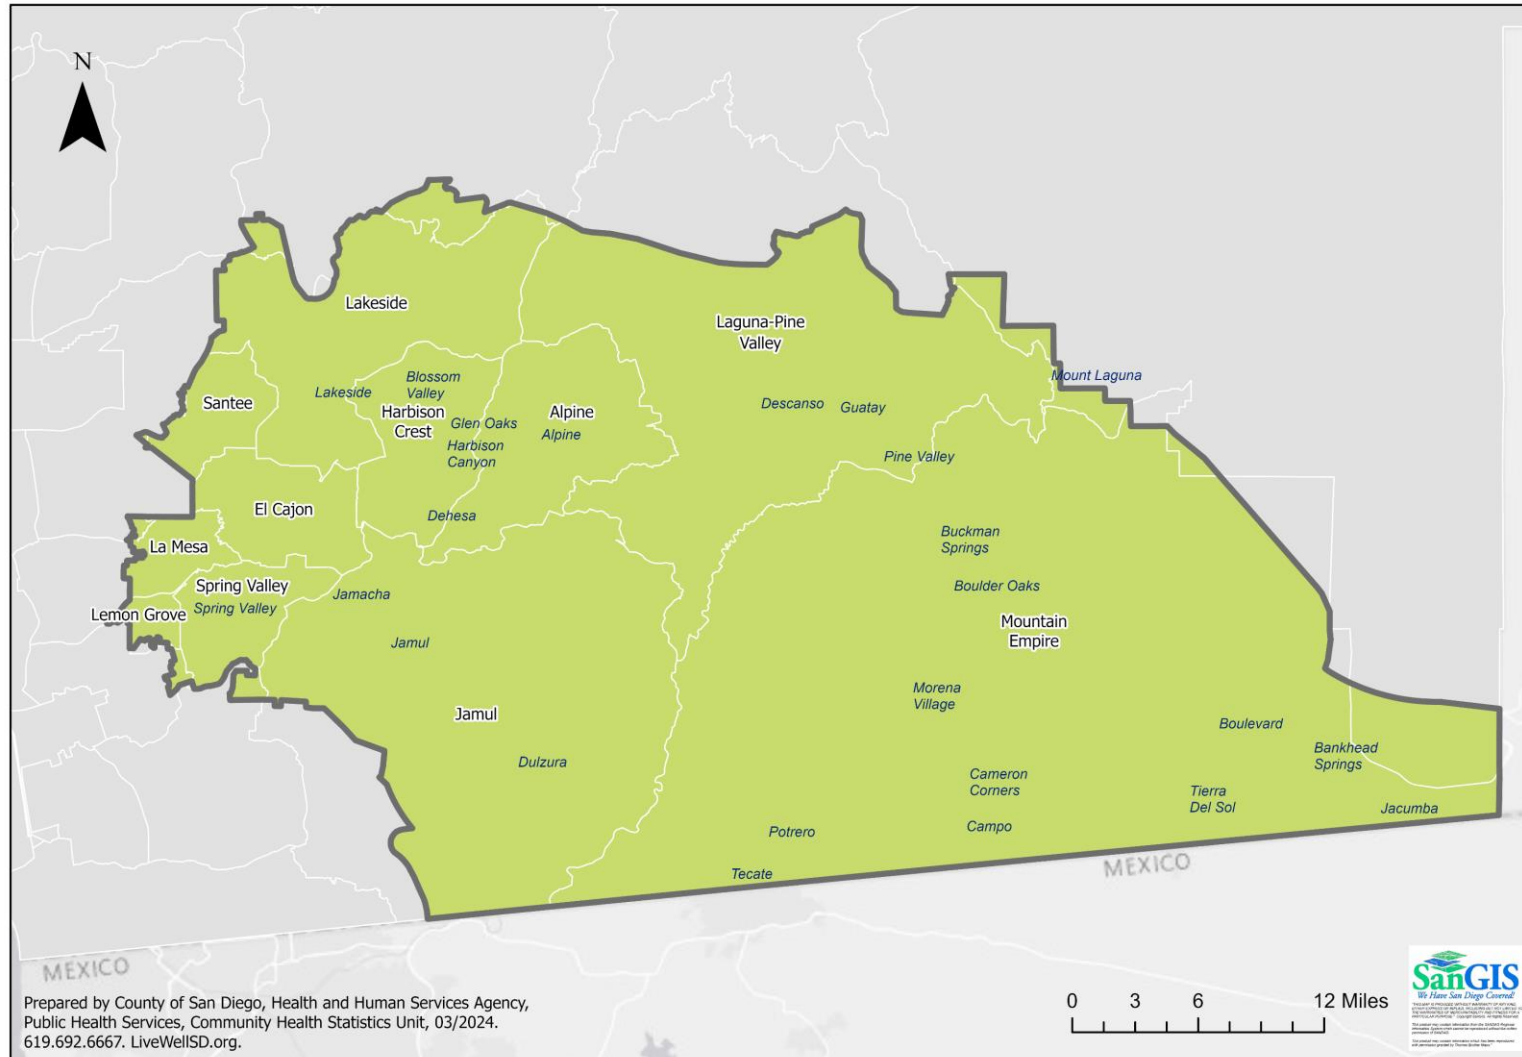 N
Lakeside
Laguna-Pine
Valley
Mount Laguna
Blossom
Valley
Lakeside
Santee
Harbison
Crest
Alpine
Descanso
Guatay
Glen Oaks
Alpine
Harbison
Canyon
Pine Valley
El Cajon
Dehesa
Buckman
Springs
La Mesa
Spring Valley
Boulder Oaks
Jamacha
Lemon Grove
Spring Valley
Mountain
Empire
Jamul
Morena
Village
Jamul
Boulevard
Bankhead
Springs
Dulzura
Cameron
Corners
Tierra
Del Sol
Jacumba
Potrero
Campo
Tecate
MEXICO
MEXICO
Prepared by County of San Diego, Health and Human Services Agency,
Public Health Services, Community Health Statistics Unit, 03/2024.
619.692.6667. LiveWellSD.org.
0 3 6 12 Miles
SanGIS
We Have San Diego Covered!